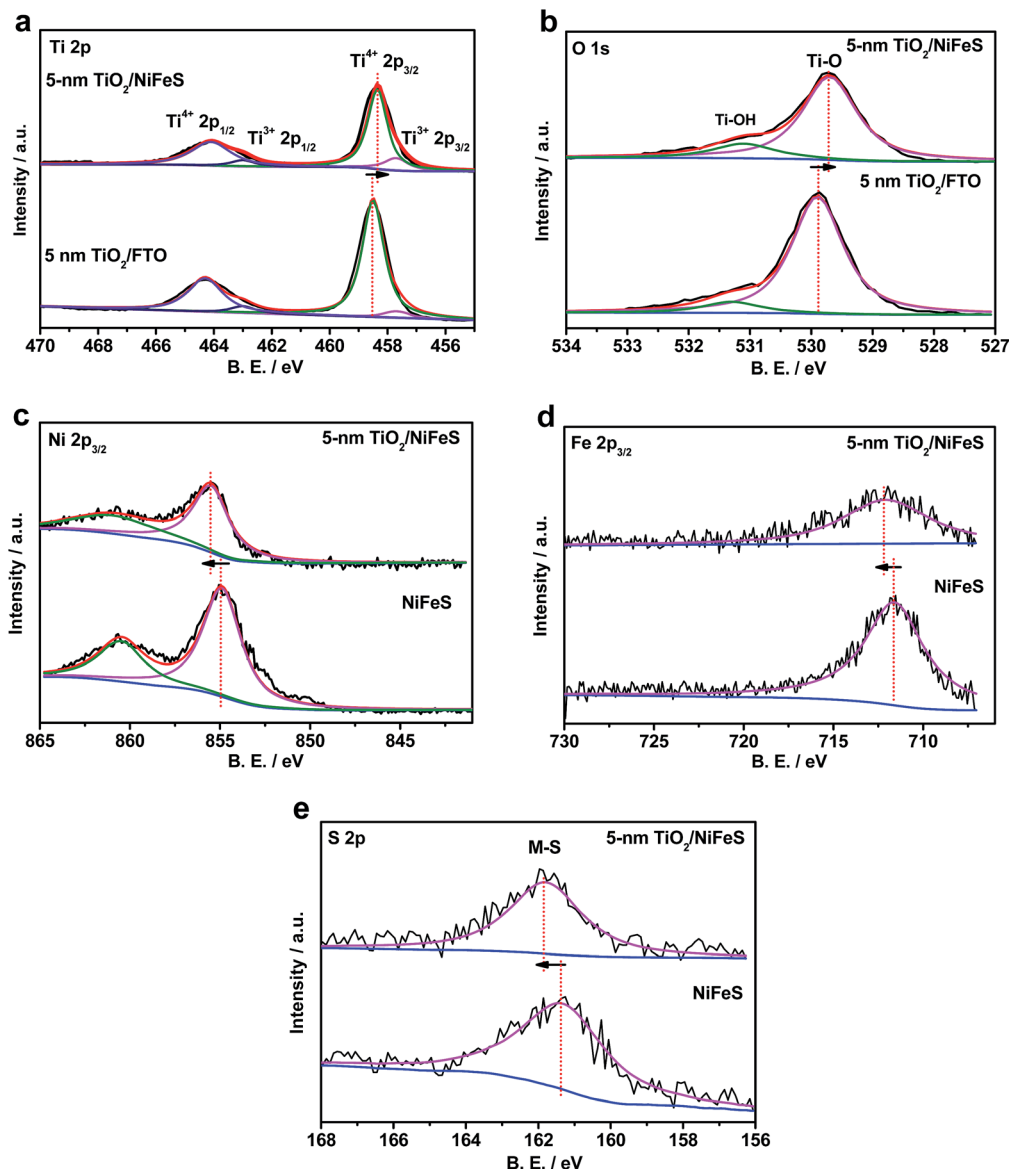 a
Ti 2p
5-nm TiO₂/NiFeS
Ti⁴⁺ 2p₃/₂
Ti⁴⁺ 2p₁/₂
Ti³⁺ 2p₁/₂
Ti³⁺ 2p₃/₂
5 nm TiO₂/FTO
Intensity / a.u.
470 468 466 464 462 460 458 456
B. E. / eV
b
O 1s
5-nm TiO₂/NiFeS
Ti-O
Ti-OH
5 nm TiO₂/FTO
Intensity / a.u.
534 533 532 531 530 529 528 527
B. E. / eV
c
Ni 2p₃/₂
5-nm TiO₂/NiFeS
NiFeS
Intensity / a.u.
865 860 855 850 845
B. E. / eV
d
Fe 2p₃/₂
5-nm TiO₂/NiFeS
NiFeS
Intensity / a.u.
730 725 720 715 710
B. E. / eV
e
S 2p
M-S
5-nm TiO₂/NiFeS
NiFeS
Intensity / a.u.
168 166 164 162 160 158 156
B. E. / eV